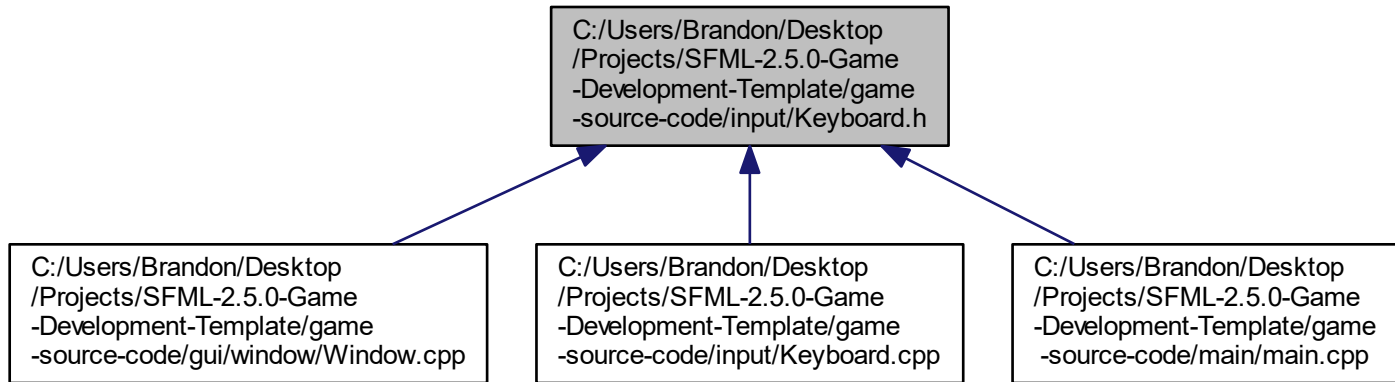 C:/Users/Brandon/Desktop
/Projects/SFML-2.5.0-Game
-Development-Template/game
-source-code/input/Keyboard.h
C:/Users/Brandon/Desktop
/Projects/SFML-2.5.0-Game
-Development-Template/game
-source-code/gui/window/Window.cpp
C:/Users/Brandon/Desktop
/Projects/SFML-2.5.0-Game
-Development-Template/game
-source-code/input/Keyboard.cpp
C:/Users/Brandon/Desktop
/Projects/SFML-2.5.0-Game
-Development-Template/game
-source-code/main/main.cpp